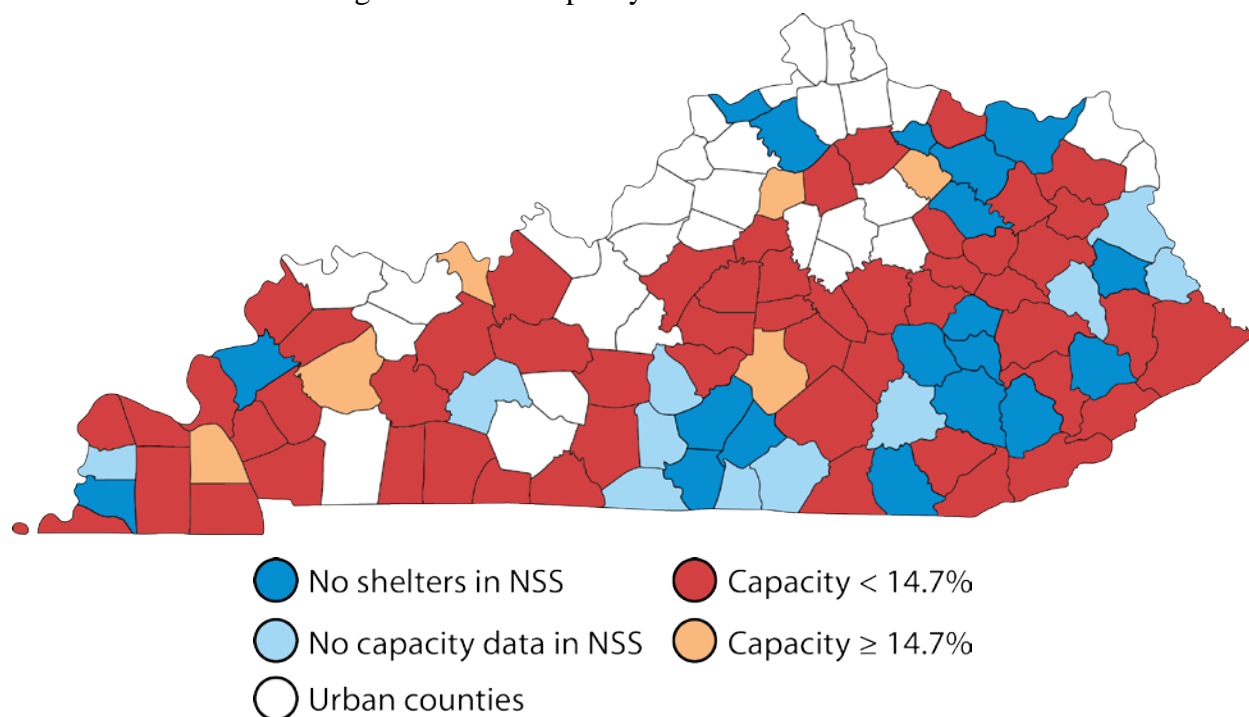 No shelters in NSS
Capacity < 14.7%
No capacity data in NSS
Capacity ≥ 14.7%
Urban counties